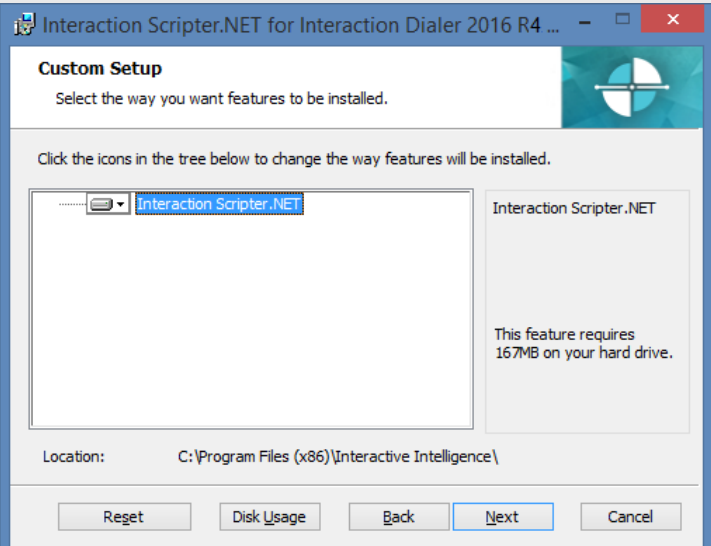 Interaction Scripter.NET for Interaction Dialer 2016 R4 ...
Custom Setup
Select the way you want features to be installed.
Click the icons in the tree below to change the way features will be installed.
Interaction Scripter.NET
Interaction Scripter.NET
This feature requires
167MB on your hard drive.
Location: C:\Program Files (x86)\Interactive Intelligence\
Reset Disk Usage Back Next Cancel